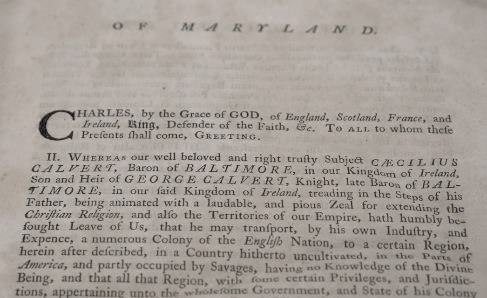 OF MARYLAND.
CHARLES, by the Grace of GOD, of England, Scotland, France, and
Ireland, King, Defender of the Faith, &c. TO ALL to whom theſe
Preſents ſhall come, GREETING.
II. WHEREAS our well beloved and right truſty Subject CÆCILIUS
CALVERT, Baron of BALTIMORE, in our Kingdom of Ireland,
Son and Heir of GEORGE CALVERT, Knight, late Baron of BAL-
TIMORE, in our ſaid Kingdom of Ireland, treading in the Steps of his
Father, being animated with a laudable, and pious Zeal for extending the
Chriſtian Religion, and alſo the Territories of our Empire, hath humbly be-
ſought Leave of Us, that he may tranſport, by his own Induſtry, and
Expence, a numerous Colony of the Engliſh Nation, to a certain Region,
herein after deſcribed, in a Country hitherto uncultivated, in the Parts of
America, and partly occupied by Savages, having no Knowledge of the Divine
Being, and that all that Region, with ſome certain Privileges, and Juriſdic-
tions, appertaining unto the wholeſome Government, and State of his Colony